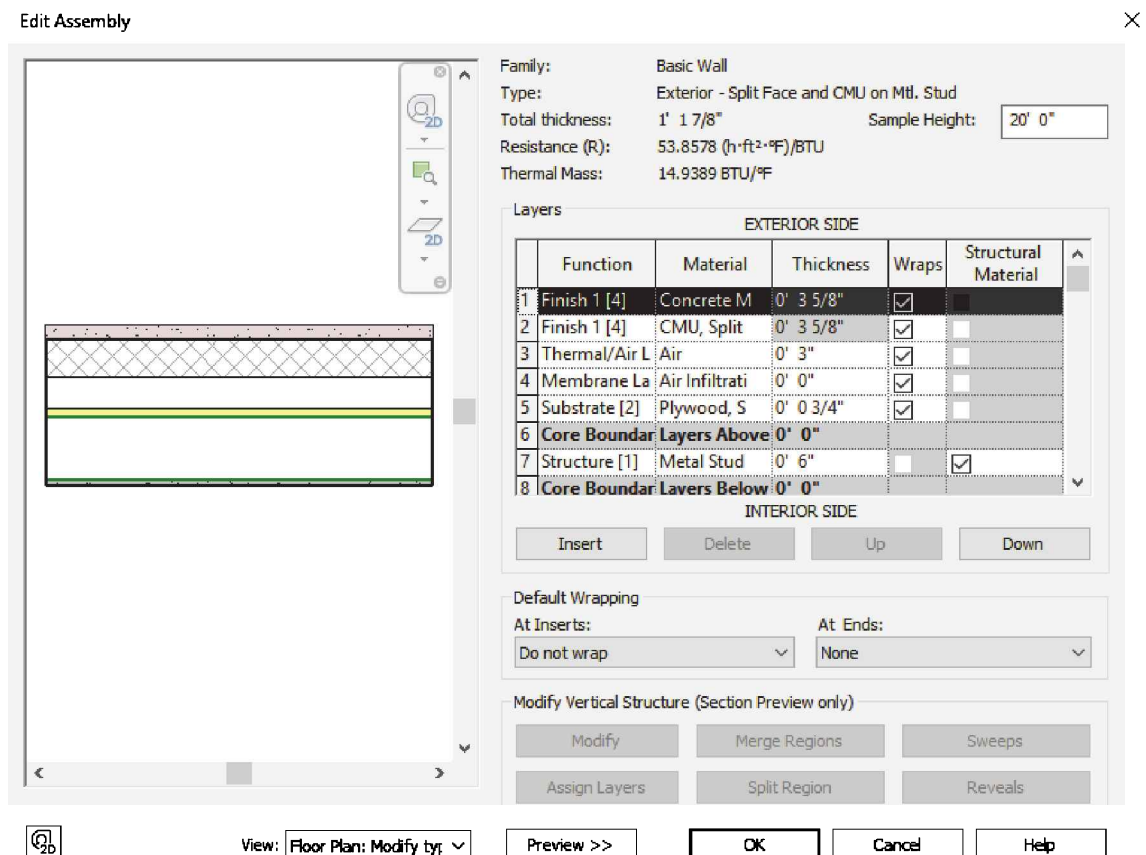 Edit Assembly
2D
2D
Family: Basic Wall
Type: Exterior - Split Face and CMU on Mtl. Stud
Total thickness: 1' 1 7/8" Sample Height: 20' 0"
Resistance (R): 53.8578 (h·ft²·°F)/BTU
Thermal Mass: 14.9389 BTU/°F
Layers
EXTERIOR SIDE
Function Material Thickness Wraps Structural Material
1 Finish 1 [4] Concrete M 0' 3 5/8"
2 Finish 1 [4] CMU, Split 0' 3 5/8"
3 Thermal/Air L Air 0' 3"
4 Membrane La Air Infiltrati 0' 0"
5 Substrate [2] Plywood, S 0' 0 3/4"
6 Core Boundar Layers Above 0' 0"
7 Structure [1] Metal Stud 0' 6"
8 Core Boundar Layers Below 0' 0"
INTERIOR SIDE
Insert Delete Up Down
Default Wrapping
At Inserts: At Ends:
Do not wrap None
Modify Vertical Structure (Section Preview only)
Modify Merge Regions Sweeps
Assign Layers Split Region Reveals
2D View: Floor Plan: Modify typ Preview >> OK Cancel Help